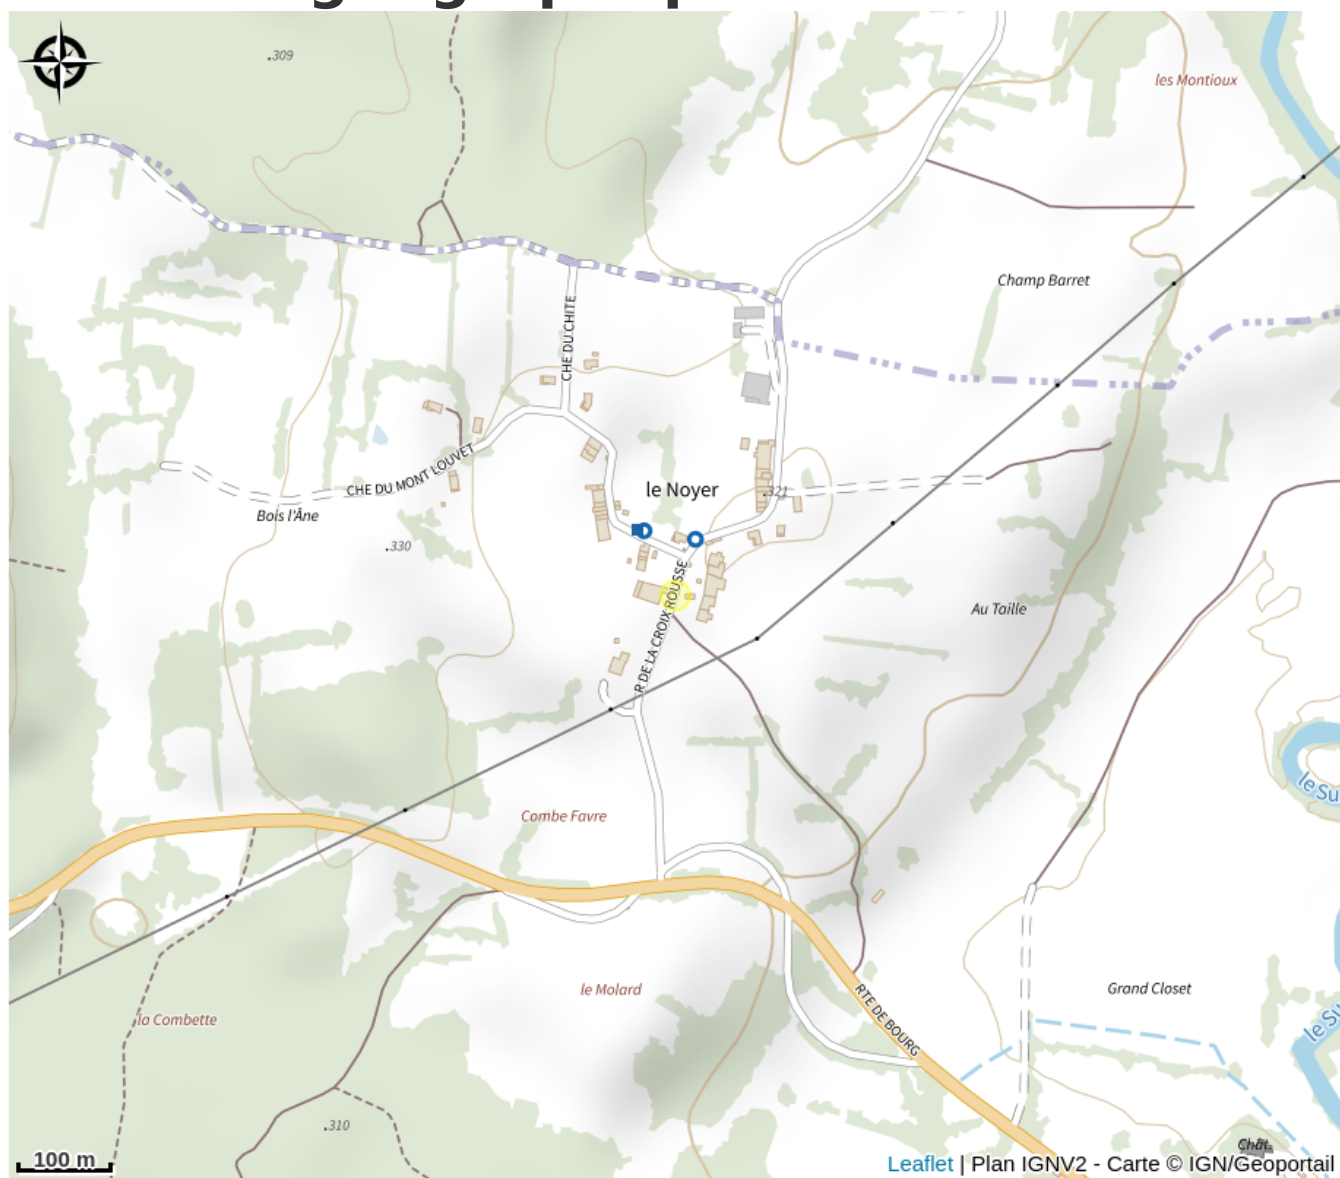 .309
les Montioux
Champ Barret
CHE DU CHITE
CHE DU MONT LOUVET
le Noyer
.321
Bois l'Âne
.330
R DE LA CROIX ROUSSE
Au Taille
le Su
Combe Favre
le Molard
Grand Closet
RTE DE BOURG
la Combette
le Su
.310
Chât.
100 m
Leaflet | Plan IGNV2 - Carte © IGN/Geoportail